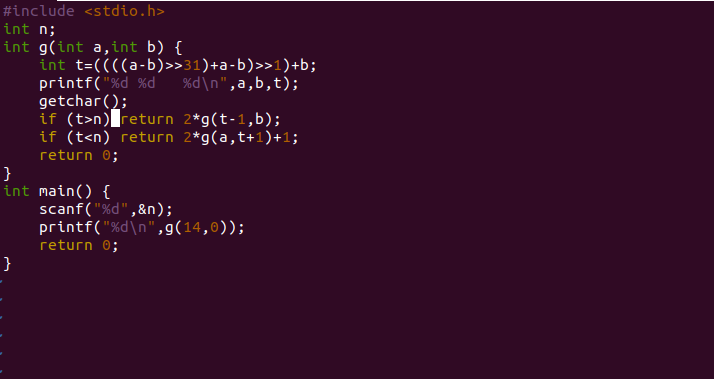 #include <stdio.h>
int n;
int g(int a,int b) {
    int t=((((a-b)>>31)+a-b)>>1)+b;
    printf("%d %d   %d\n",a,b,t);
    getchar();
    if (t>n) return 2*g(t-1,b);
    if (t<n) return 2*g(a,t+1)+1;
    return 0;
}
int main() {
    scanf("%d",&n);
    printf("%d\n",g(14,0));
    return 0;
}
~
~
~
~
~
~